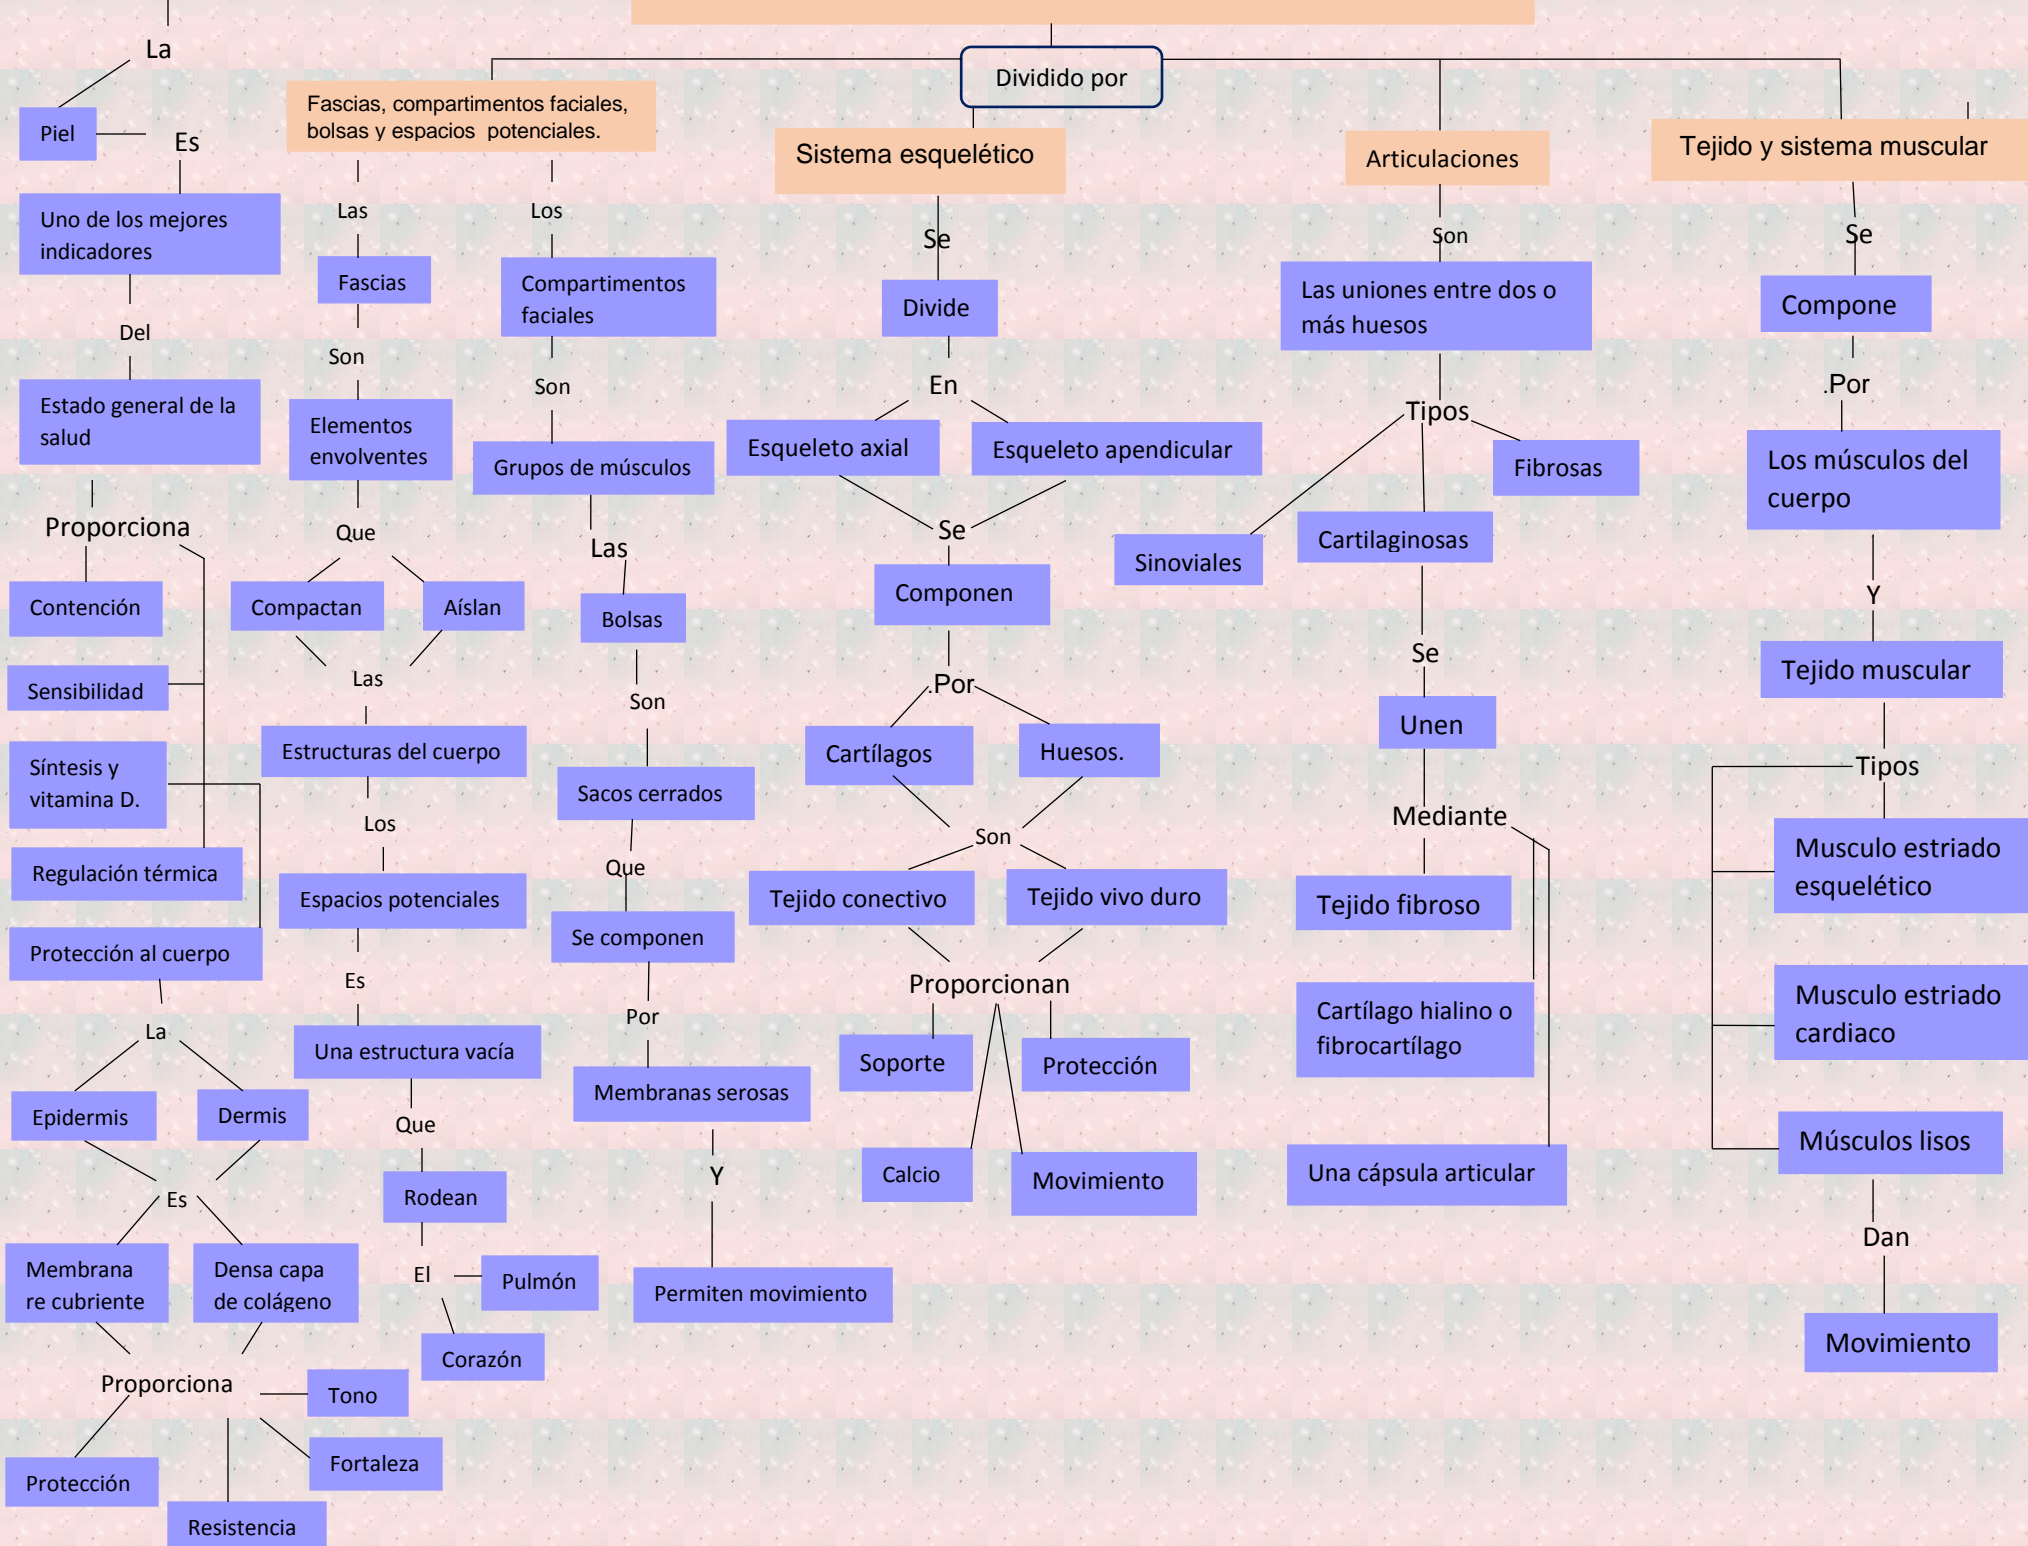 La
Piel
Es
Uno de los mejores
indicadores
Del
Estado general de la
salud
Proporciona
Contención
Sensibilidad
Síntesis y
vitamina D.
Regulación térmica
Protección al cuerpo
La
Epidermis
Dermis
Es
Membrana
re cubriente
Densa capa
de colágeno
Proporciona
Tono
Fortaleza
Protección
Resistencia
Dividido por
Fascias, compartimentos faciales,
bolsas y espacios potenciales.
Las
Fascias
Son
Elementos
envolventes
Que
Compactan
Aíslan
Las
Estructuras del cuerpo
Los
Espacios potenciales
Es
Una estructura vacía
Que
Rodean
El
Pulmón
Corazón
Los
Compartimentos
faciales
Son
Grupos de músculos
Las
Bolsas
Son
Sacos cerrados
Que
Se componen
Por
Membranas serosas
Y
Permiten movimiento
Sistema esquelético
Se
Divide
En
Esqueleto axial
Esqueleto apendicular
Se
Componen
.Por
Cartílagos
Huesos.
Son
Tejido conectivo
Tejido vivo duro
Proporcionan
Soporte
Protección
Calcio
Movimiento
Articulaciones
Son
Las uniones entre dos o
más huesos
Tipos
Fibrosas
Cartilaginosas
Sinoviales
Se
Unen
Mediante
Tejido fibroso
Cartílago hialino o
fibrocartílago
Una cápsula articular
Tejido y sistema muscular
Se
Compone
.Por
Los músculos del
cuerpo
Y
Tejido muscular
Tipos
Musculo estriado
esquelético
Musculo estriado
cardiaco
Músculos lisos
Dan
Movimiento